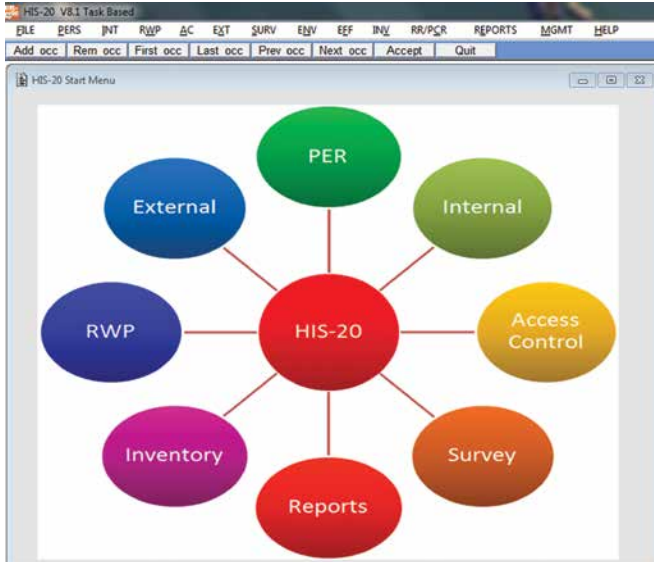 HIS-20 V8.1 Task Based
FILE PERS INT RWP AC EXT SURV ENV EFF INV RR/PCR REPORTS MGMT HELP
Add occ Rem occ First occ Last occ Prev occ Next occ Accept Quit
HIS-20 Start Menu
PER
External
Internal
RWP
HIS-20
Access
Control
Inventory
Survey
Reports